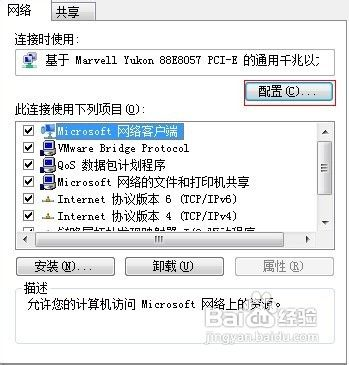 网络 共享
连接时使用:
基于 Marvell Yukon 88E8057 PCI-E 的通用千兆以
配置(C)...
此连接使用下列项目(O):
Microsoft 网络客户端
VMware Bridge Protocol
QoS 数据包计划程序
Microsoft 网络的文件和打印机共享
Internet 协议版本 6 (TCP/IPv6)
Internet 协议版本 4 (TCP/IPv4)
安装(N)... 卸载(U) 属性(R)
描述
允许您的计算机访问 Microsoft 网络上的资源。
Bai 经验
jingyan.baidu.com